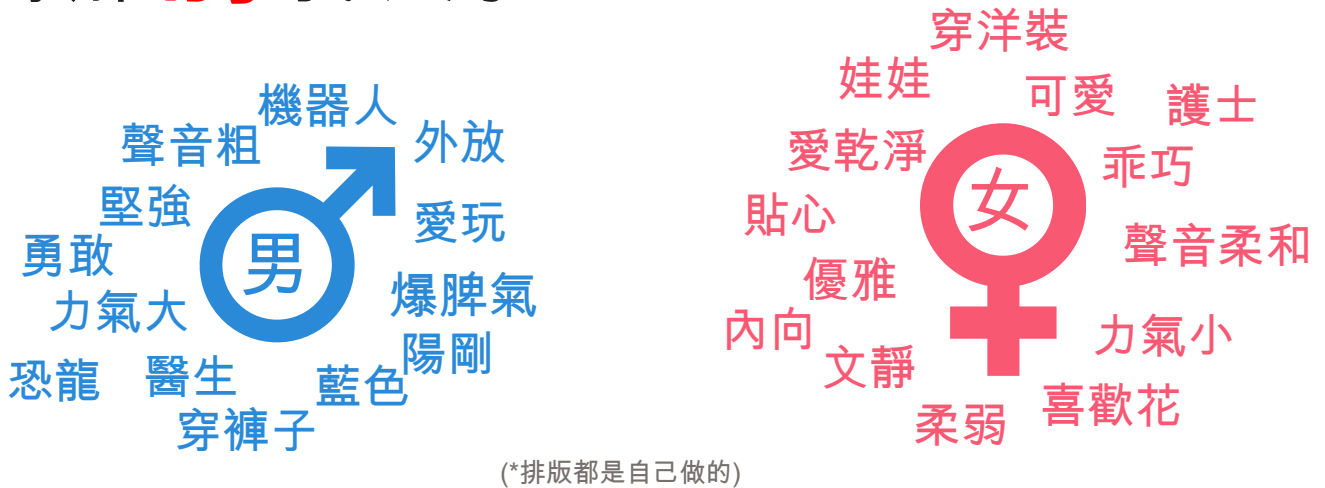 機器人
聲音粗
外放
堅強
愛玩
男
勇敢
爆脾氣
力氣大
陽剛
恐龍
醫生
藍色
穿褲子
穿洋裝
娃娃
可愛
護士
愛乾淨
乖巧
女
貼心
聲音柔和
優雅
內向
力氣小
文靜
喜歡花
柔弱
(*排版都是自己做的)